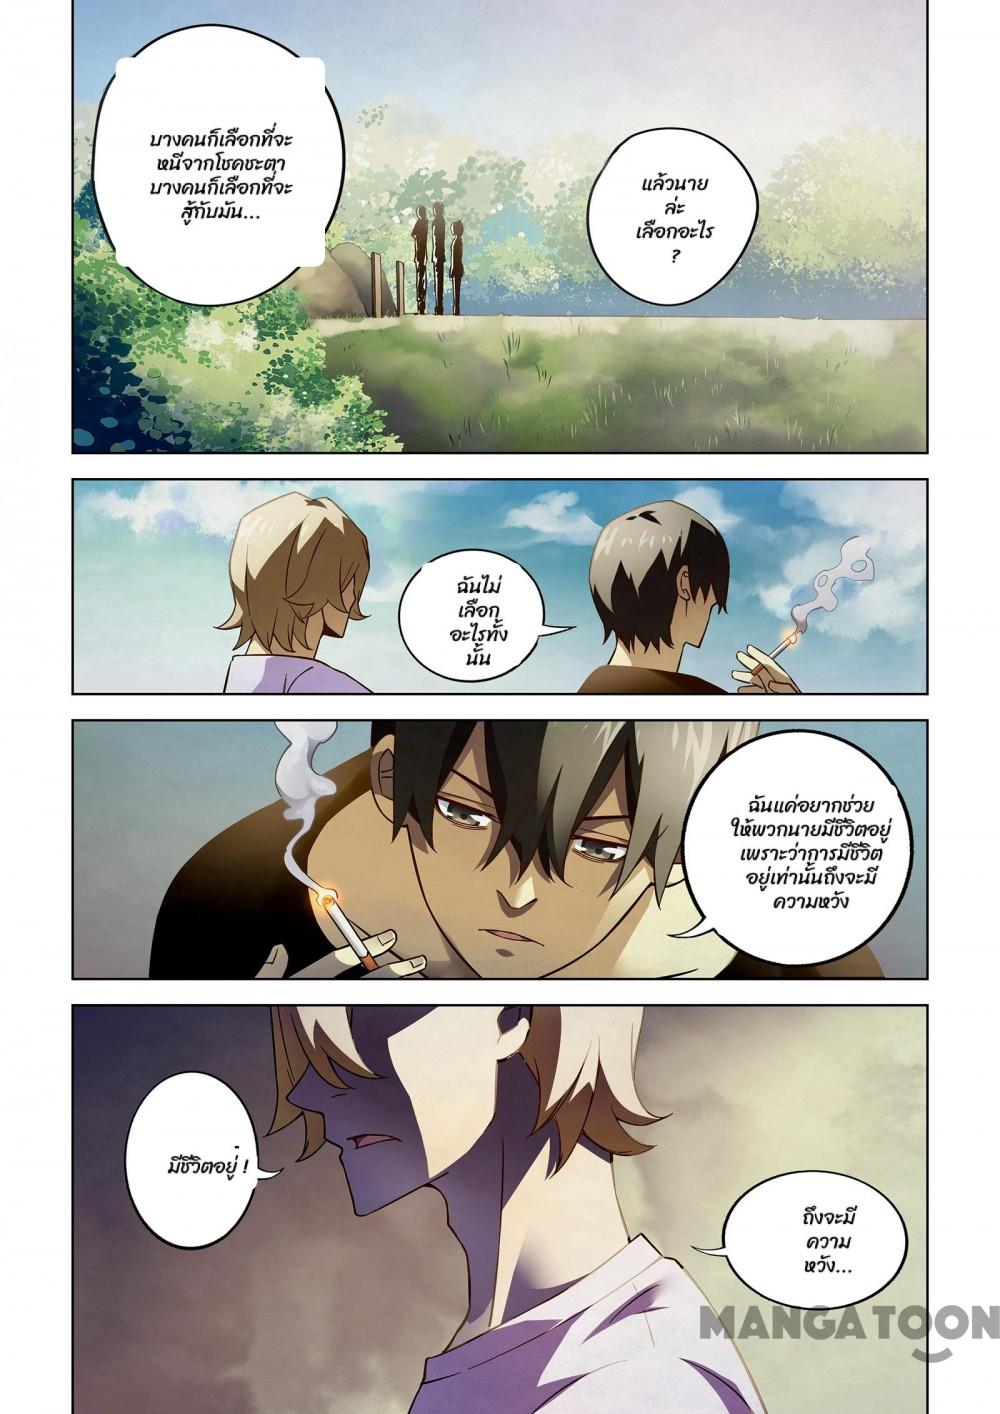 บางคนก็เลือกที่จะ
หนีจากโชคชะตา
บางคนก็เลือกที่จะ
สู้กับมัน...
แล้วนาย
ล่ะ
เลือกอะไร
?
ฉันไม่
เลือก
อะไรทั้ง
นั้น
ฉันแค่อยากช่วย
ให้พวกนายมีชีวิตอยู่
เพราะว่าการมีชีวิต
อยู่เท่านั้นถึงจะมี
ความหวัง
มีชีวิตอยู่ !
ถึงจะมี
ความ
หวัง...
MANGATOON